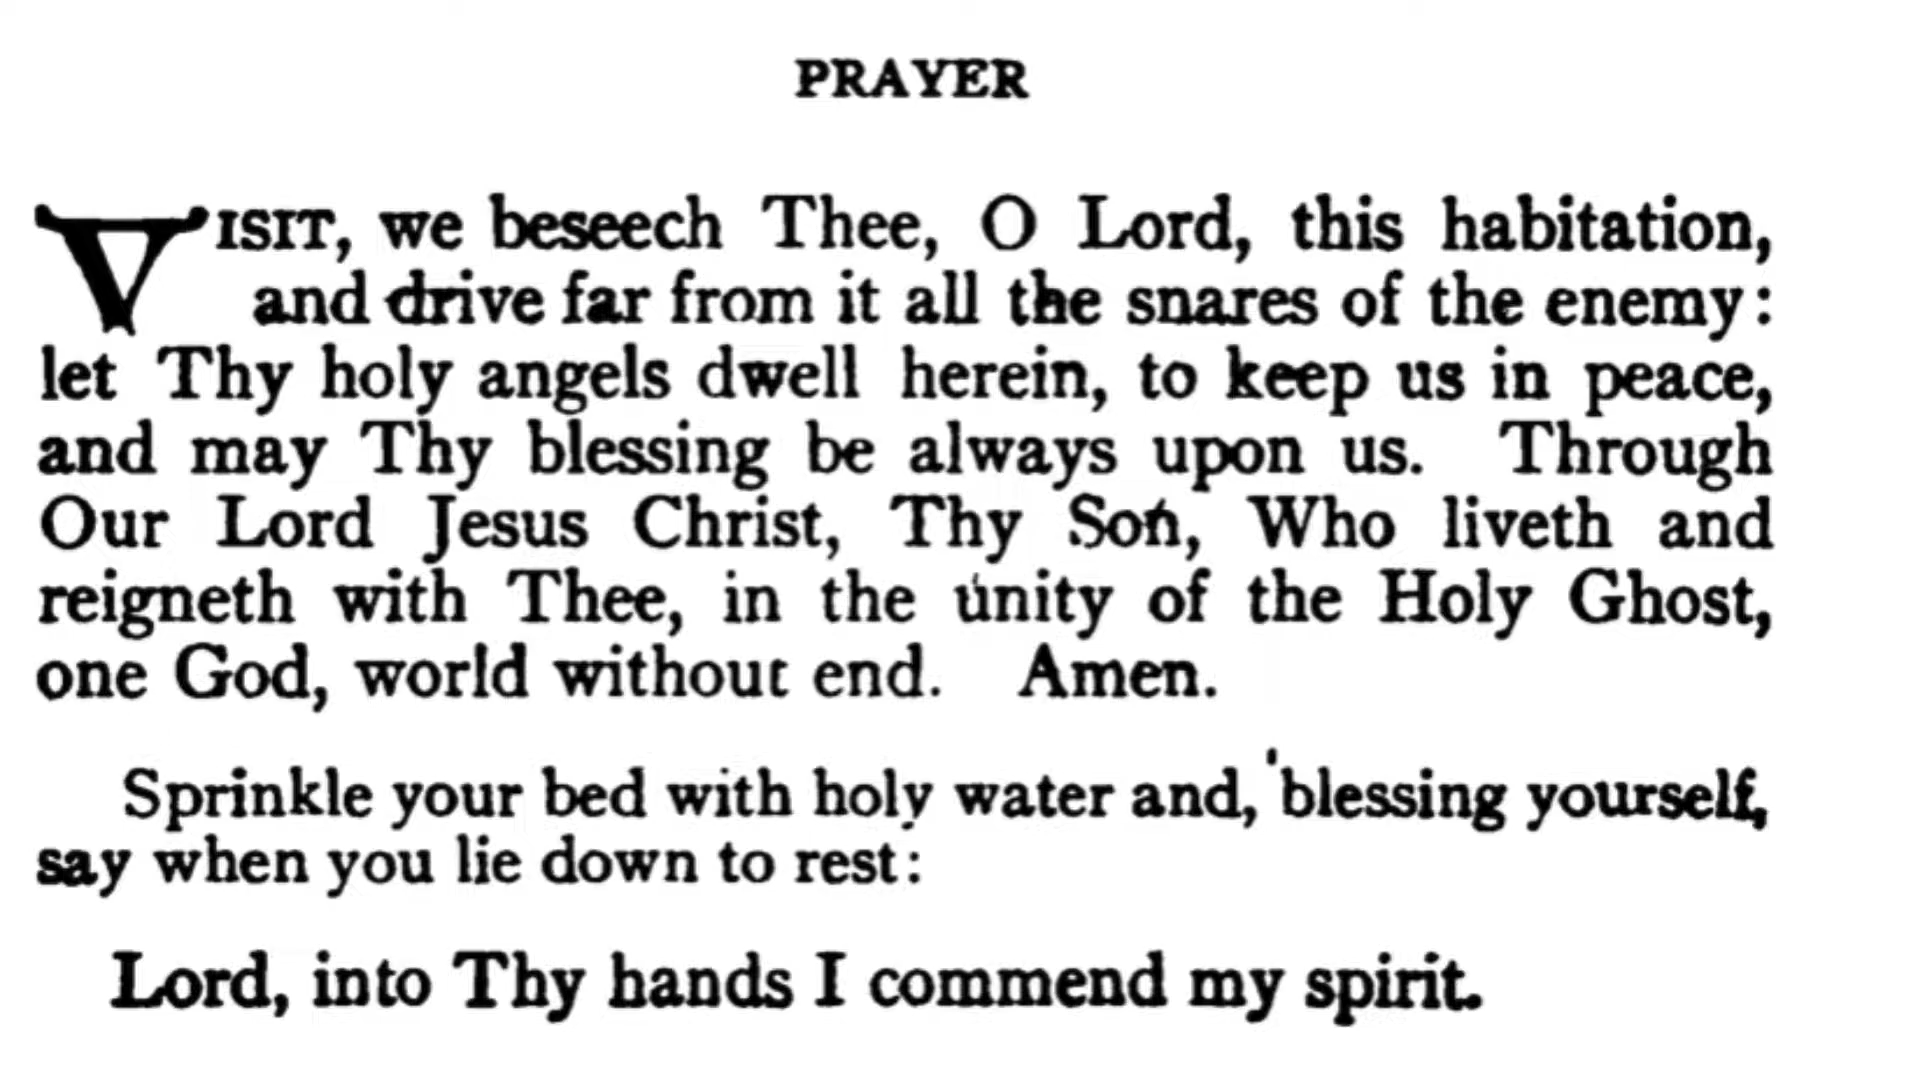 PRAYER
VISIT, we beseech Thee, O Lord, this habitation,
and drive far from it all the snares of the enemy:
let Thy holy angels dwell herein, to keep us in peace,
and may Thy blessing be always upon us. Through
Our Lord Jesus Christ, Thy Son, Who liveth and
reigneth with Thee, in the unity of the Holy Ghost,
one God, world without end. Amen.
Sprinkle your bed with holy water and, blessing yourself,
say when you lie down to rest:
Lord, into Thy hands I commend my spirit.